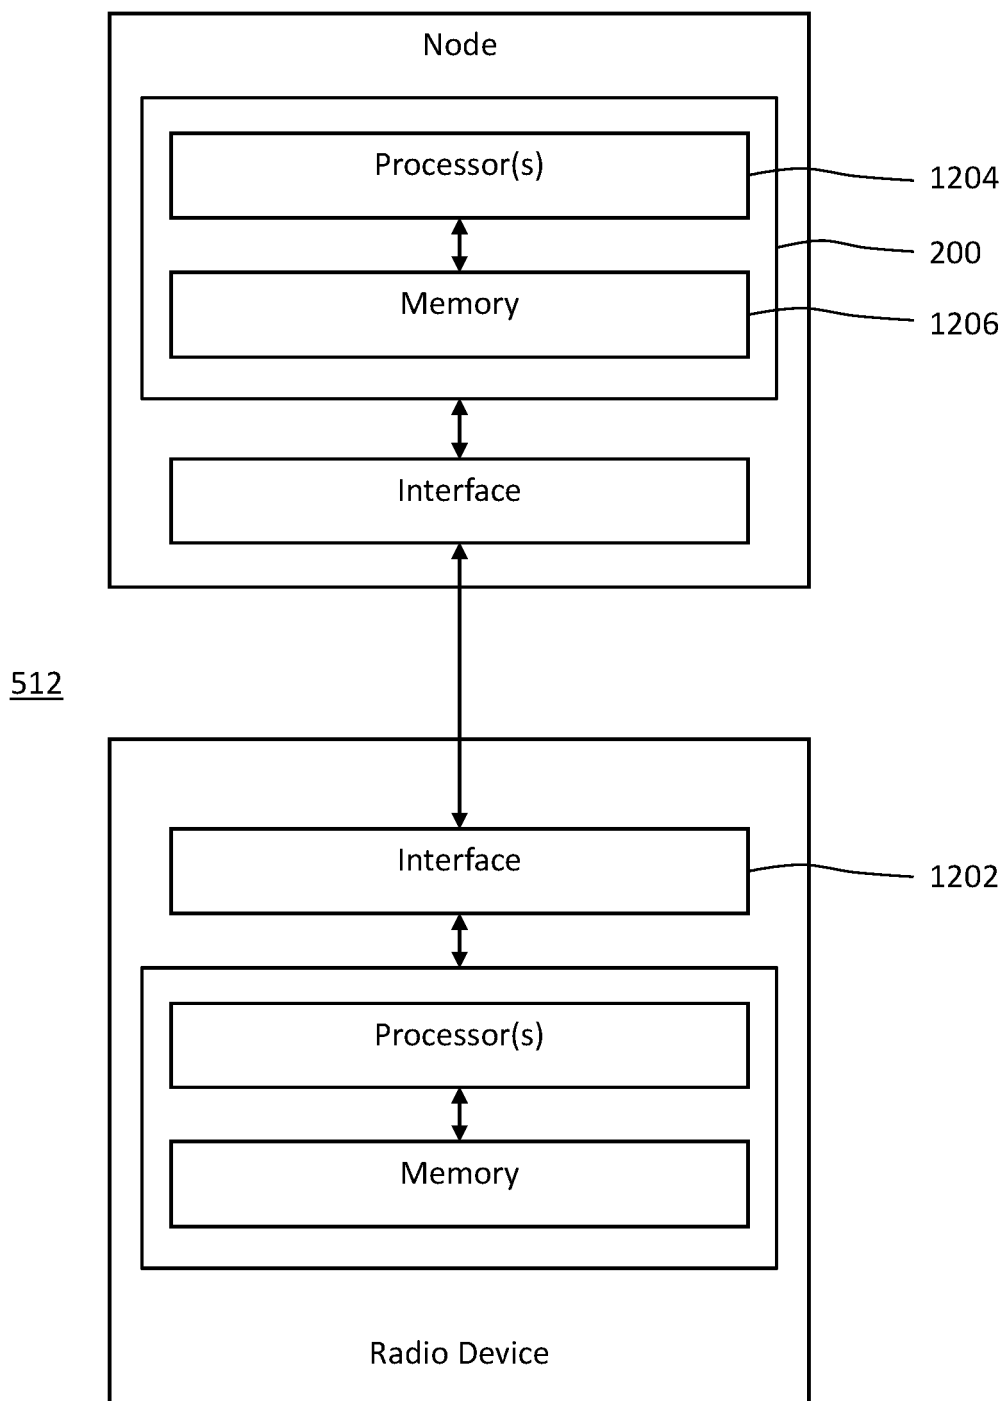 Node
Processor(s)
1204
200
Memory
1206
Interface
512
Interface
1202
Processor(s)
Memory
Radio Device